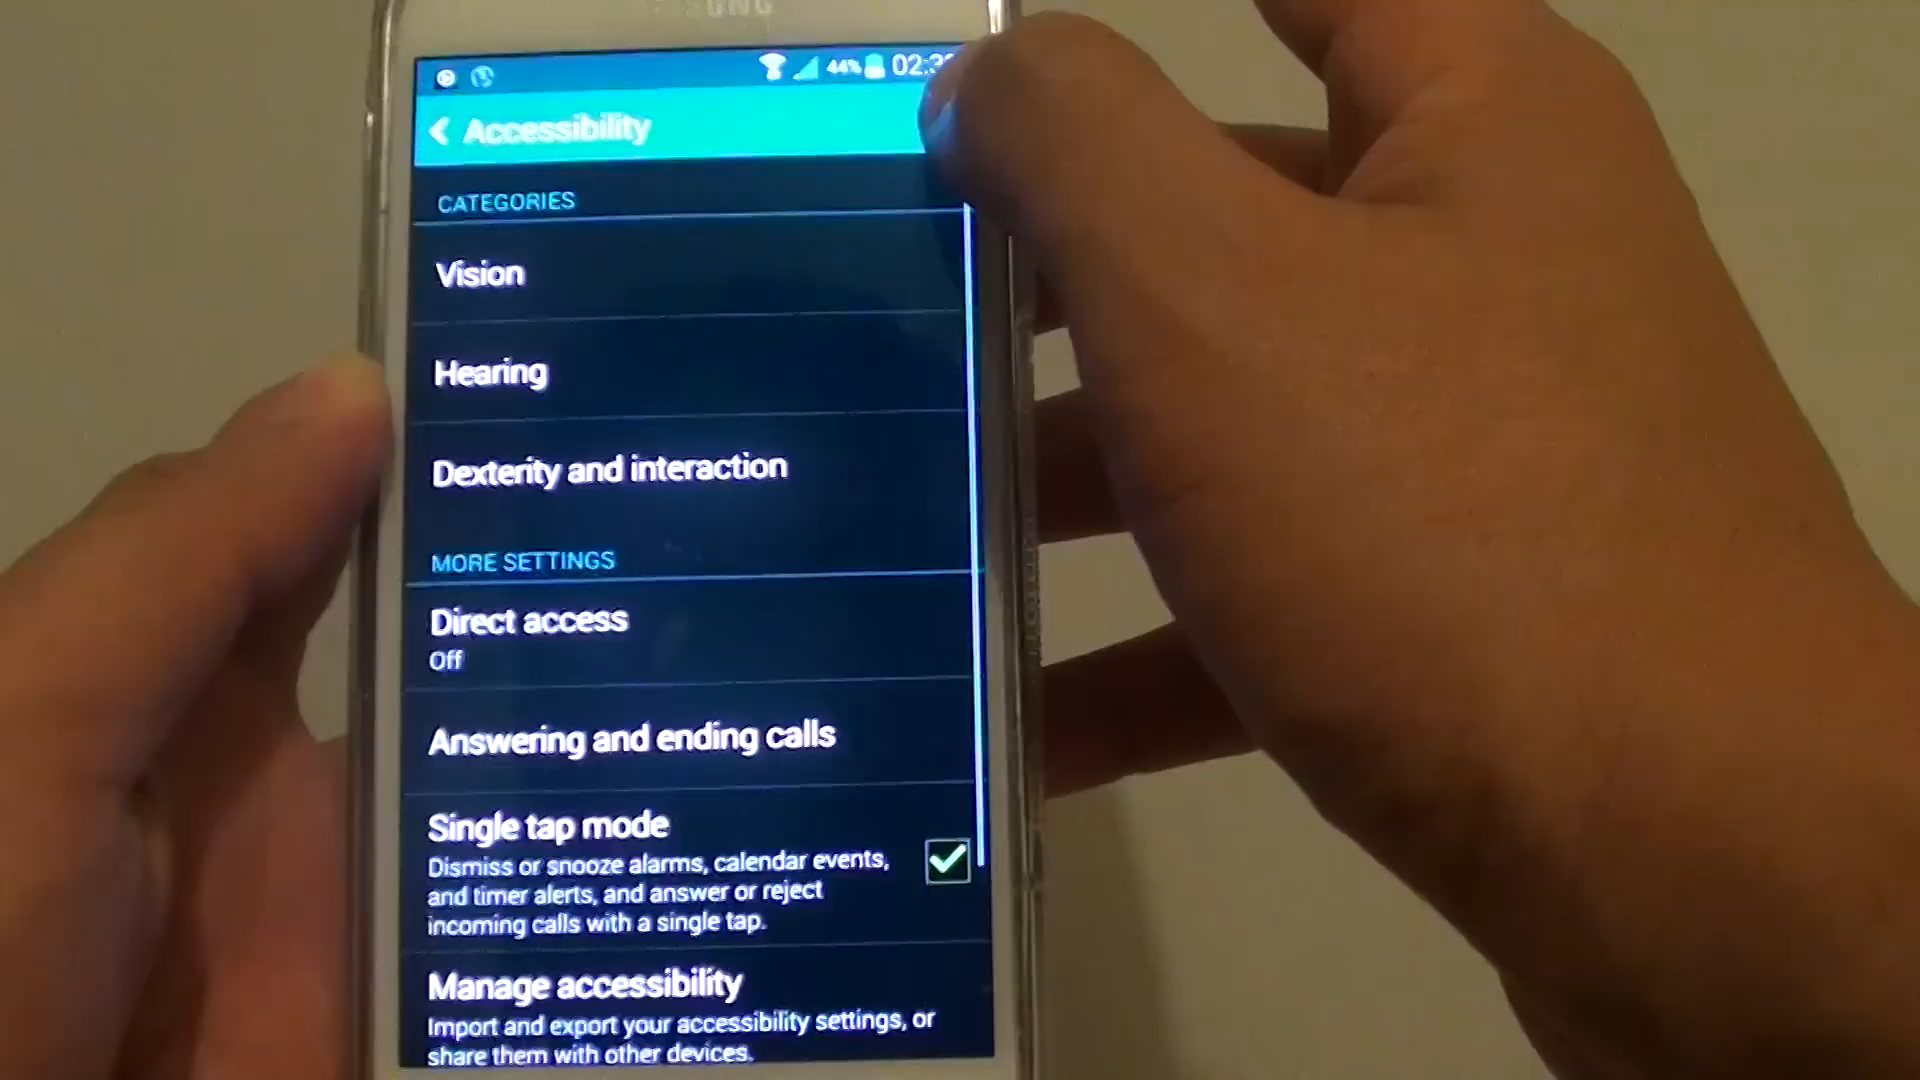 44%
Accessibility
CATEGORIES
Vision
Hearing
Dexterity and interaction
MORE SETTINGS
Direct access
Off
Answering and ending calls
Single tap mode
Dismiss or snooze alarms, calendar events,
and timer alerts, and answer or reject
incoming calls with a single tap.
Manage accessibility
Import and export your accessibility settings, or
share them with other devices.